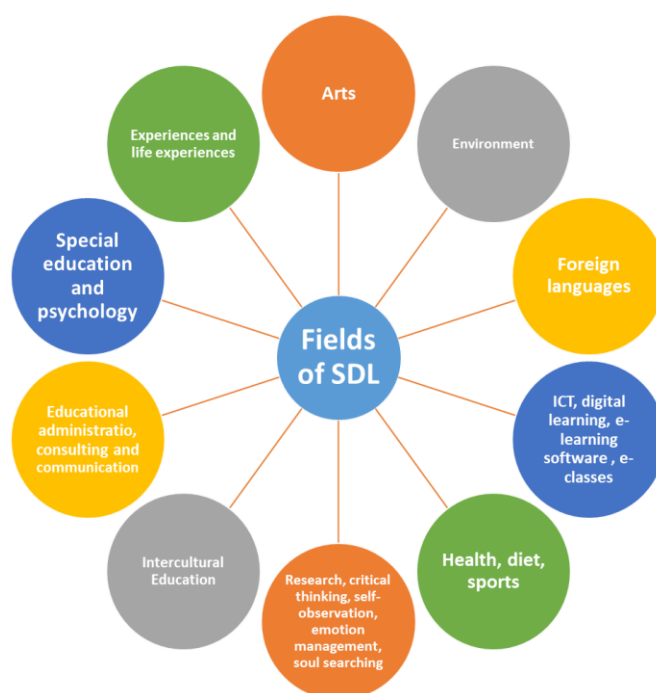 Arts
Environment
Foreign
languages
ICT, digital
learning, e-
learning
software , e-
classes
Health, diet,
sports
Research, critical
thinking, self-
observation,
emotion
management,
soul searching
Intercultural
Education
Educational
administratio,
consulting and
communication
Special
education
and
psychology
Experiences and
life experiences
Fields
of SDL